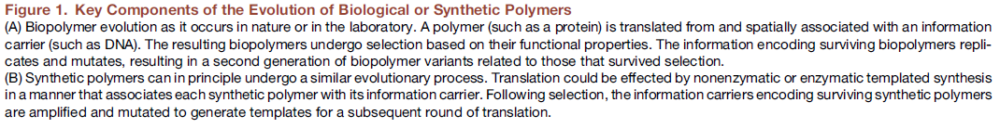 Figure 1. Key Components of the Evolution of Biological or Synthetic Polymers
(A) Biopolymer evolution as it occurs in nature or in the laboratory. A polymer (such as a protein) is translated from and spatially associated with an information
carrier (such as DNA). The resulting biopolymers undergo selection based on their functional properties. The information encoding surviving biopolymers repli-
cates and mutates, resulting in a second generation of biopolymer variants related to those that survived selection.
(B) Synthetic polymers can in principle undergo a similar evolutionary process. Translation could be effected by nonenzymatic or enzymatic templated synthesis
in a manner that associates each synthetic polymer with its information carrier. Following selection, the information carriers encoding surviving synthetic polymers
are amplified and mutated to generate templates for a subsequent round of translation.